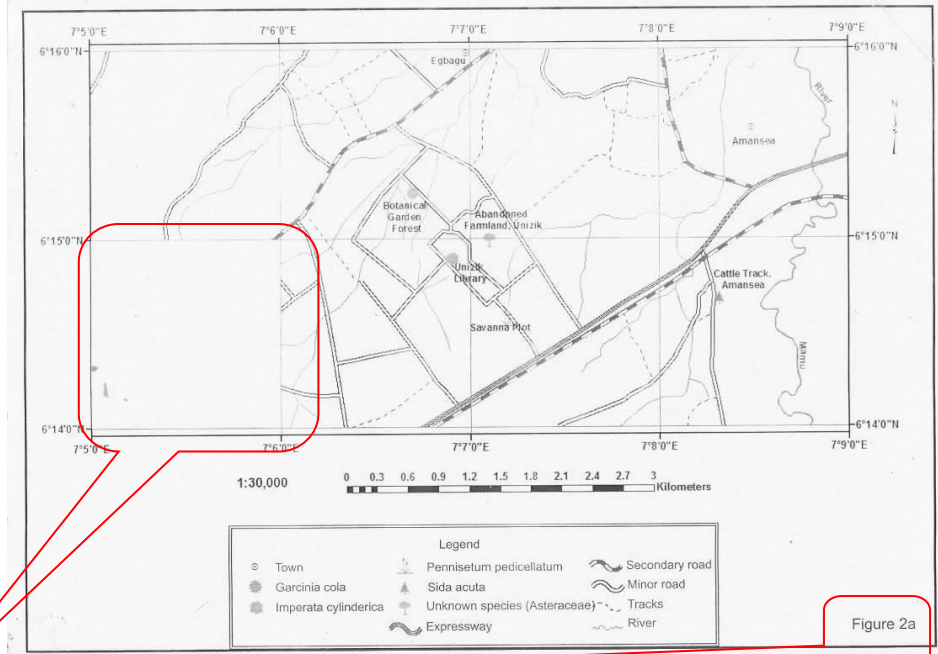 7°5'0"E 7°6'0"E 7°7'0"E 7°8'0"E 7°9'0"E
6°16'0"N 6°16'0"N
Egbagu
River
N
Amansea
Botanical
Garden
Forest
Abandoned
Farmland; Unizik
6°15'0"N 6°15'0"N
Unizik
Library
Cattle Track,
Amansea
Savanna Plot
Mamu
6°14'0"N 6°14'0"N
7°5'0"E 7°6'0"E 7°7'0"E 7°8'0"E 7°9'0"E
1:30,000
0 0.3 0.6 0.9 1.2 1.5 1.8 2.1 2.4 2.7 3
Kilometers
Legend
Town
Garcinia cola
Imperata cylinderica
Pennisetum pedicellatum
Sida acuta
Unknown species (Asteraceae)
Expressway
Secondary road
Minor road
Tracks
River
Figure 2a